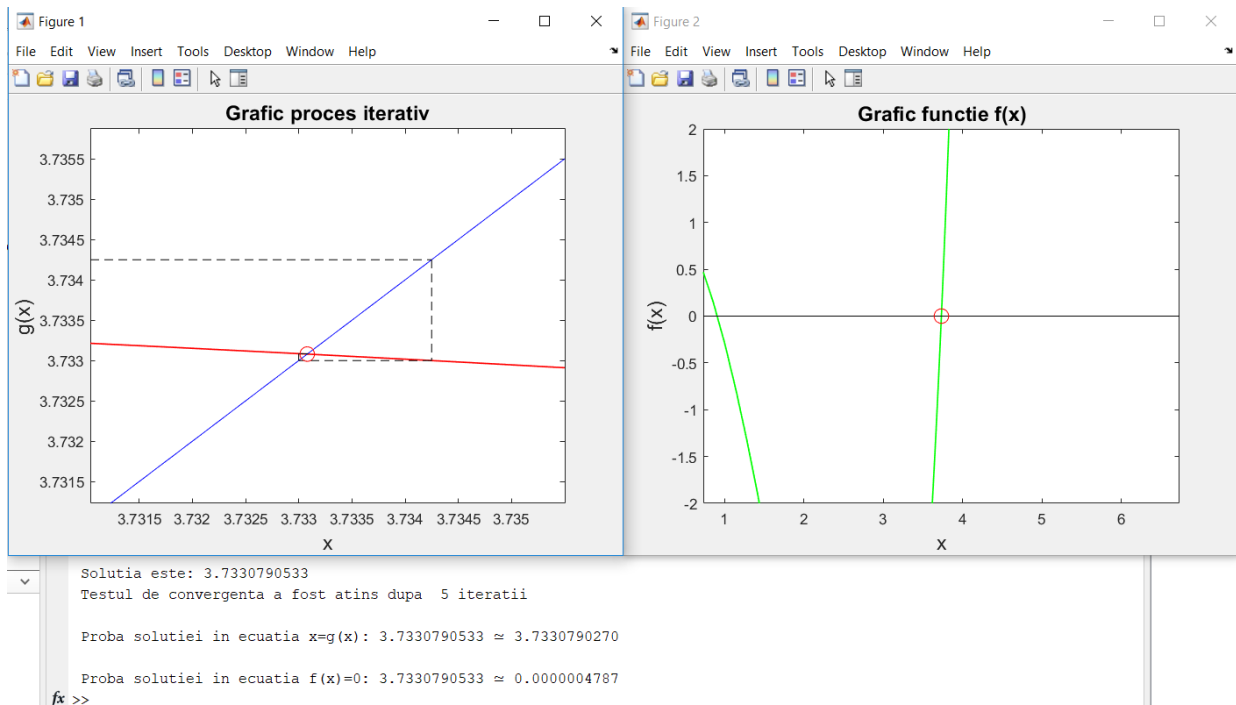 Figure 1
File Edit View Insert Tools Desktop Window Help
Grafic proces iterativ
3.7355
3.735
3.7345
3.734
3.7335
3.733
3.7325
3.732
3.7315
g(x)
3.7315 3.732 3.7325 3.733 3.7335 3.734 3.7345 3.735
x
Figure 2
File Edit View Insert Tools Desktop Window Help
Grafic functie f(x)
2
1.5
1
0.5
0
-0.5
-1
-1.5
-2
f(x)
1 2 3 4 5 6
x
Solutia este: 3.7330790533
Testul de convergenta a fost atins dupa 5 iteratii
Proba solutiei in ecuatia x=g(x): 3.7330790533 ≃ 3.7330790270
Proba solutiei in ecuatia f(x)=0: 3.7330790533 ≃ 0.0000004787
fx >>